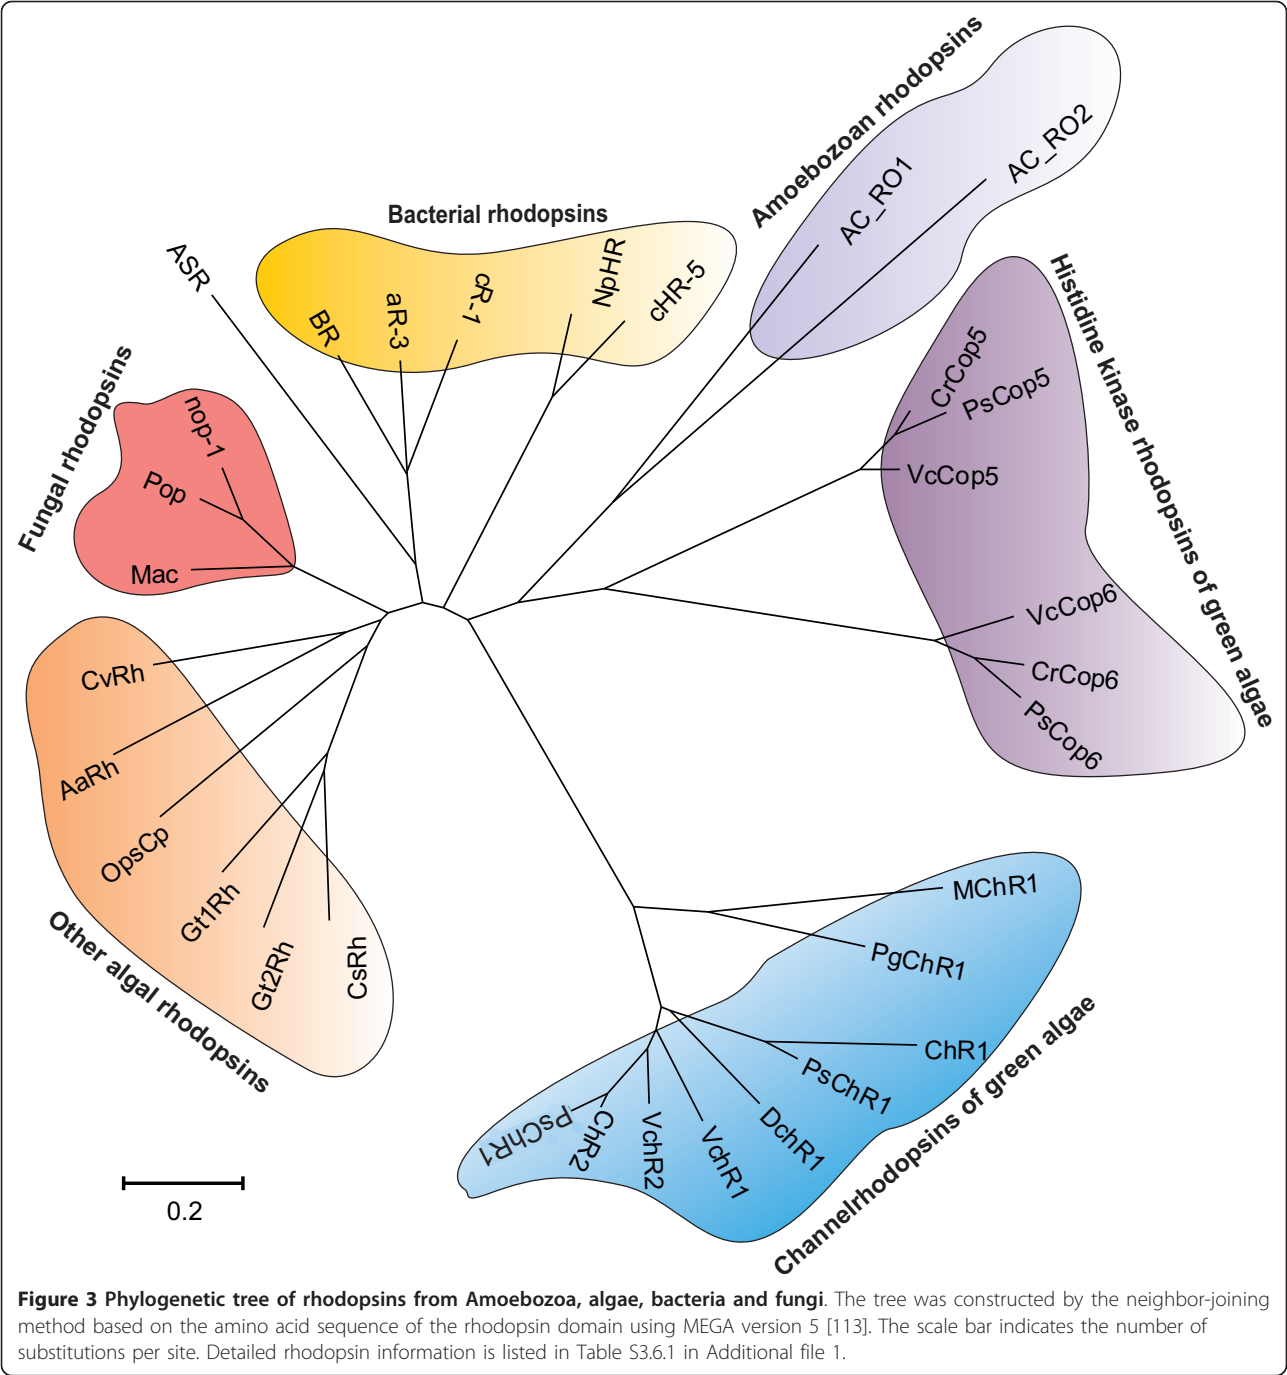 Amoebozoan rhodopsins
AC_RO1
AC_RO2
Bacterial rhodopsins
ASR
BR
aR-3
cR-1
NpHR
cHR-5
Histidine kinase rhodopsins of green algae
CrCop5
PsCop5
VcCop5
VcCop6
CrCop6
PsCop6
Fungal rhodopsins
nop-1
Pop
Mac
CvRh
AaRh
OpsCp
Gt1Rh
Gt2Rh
CsRh
Other algal rhodopsins
MChR1
PgChR1
ChR1
PsChR1
DchR1
VchR1
VchR2
ChR2
PsChR1
Channelrhodopsins of green algae
0.2
Figure 3 Phylogenetic tree of rhodopsins from Amoebozoa, algae, bacteria and fungi. The tree was constructed by the neighbor-joining
method based on the amino acid sequence of the rhodopsin domain using MEGA version 5 [113]. The scale bar indicates the number of
substitutions per site. Detailed rhodopsin information is listed in Table S3.6.1 in Additional file 1.